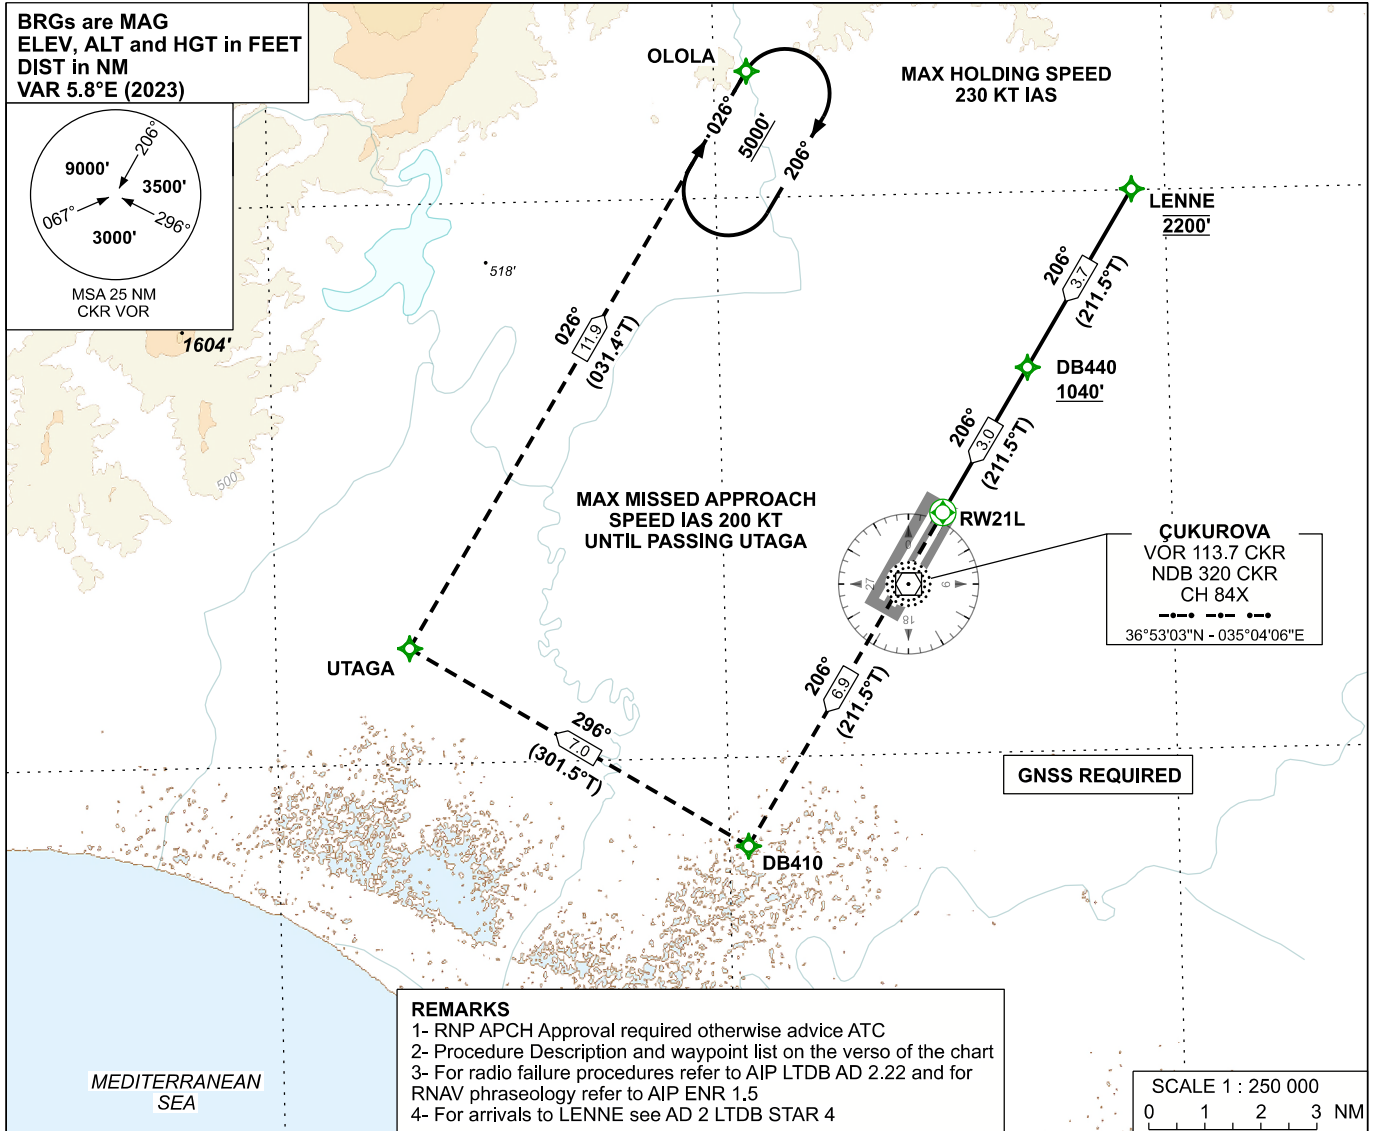 BRGs are MAG
ELEV, ALT and HGT in FEET
DIST in NM
VAR 5.8°E (2023)
206°
9000'
3500'
067°
296°
3000'
MSA 25 NM
CKR VOR
OLOLA
026°
5000'
206°
MAX HOLDING SPEED
230 KT IAS
LENNE
2200'
206°
3.7
(211.5°T)
518'
1604'
500
026°
11.9
(031.4°T)
DB440
1040'
206°
3.0
(211.5°T)
MAX MISSED APPROACH
SPEED IAS 200 KT
UNTIL PASSING UTAGA
RW21L
0
27
9
18
ÇUKUROVA
VOR 113.7 CKR
NDB 320 CKR
CH 84X
36°53'03"N - 035°04'06"E
UTAGA
206°
6.9
(211.5°T)
296°
7.0
(301.5°T)
GNSS REQUIRED
DB410
REMARKS
1- RNP APCH Approval required otherwise advice ATC
2- Procedure Description and waypoint list on the verso of the chart
3- For radio failure procedures refer to AIP LTDB AD 2.22 and for
RNAV phraseology refer to AIP ENR 1.5
4- For arrivals to LENNE see AD 2 LTDB STAR 4
MEDITERRANEAN
SEA
SCALE 1 : 250 000
0 1 2 3 NM